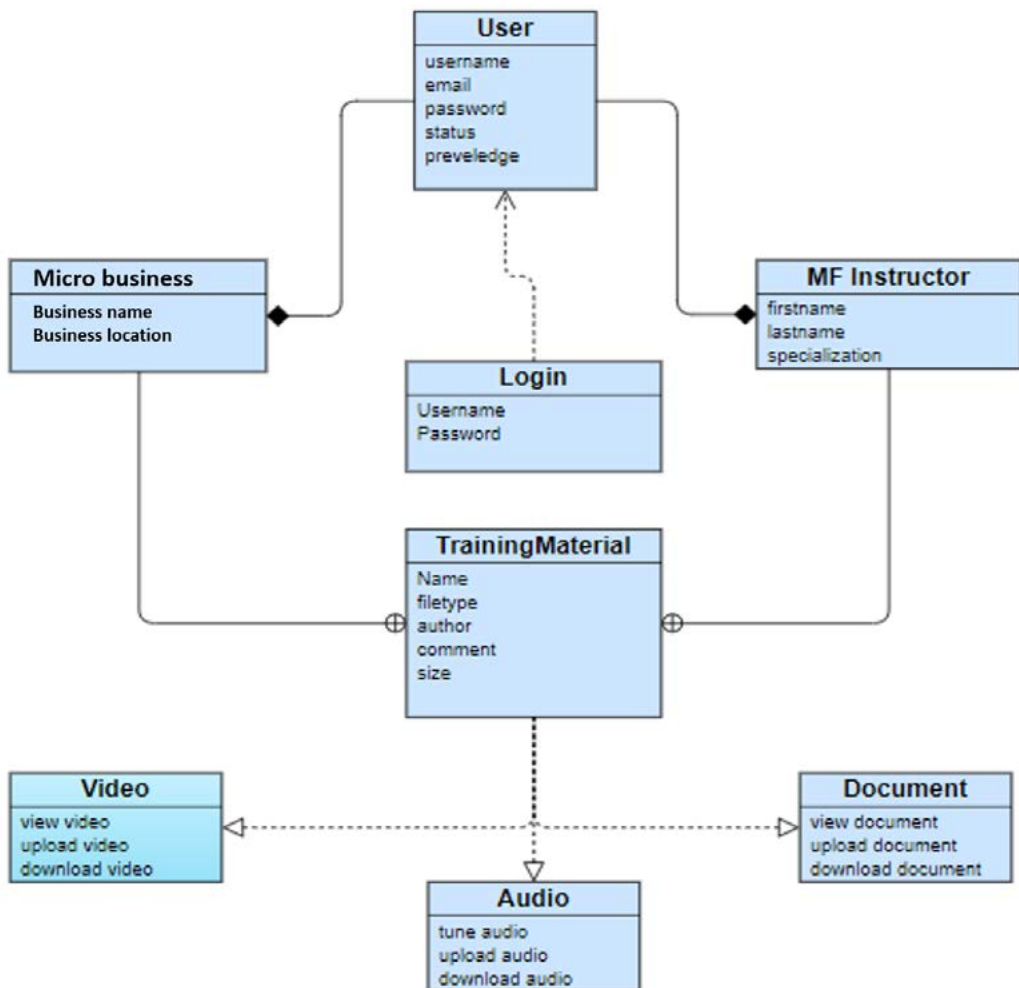 User
username
email
password
status
preveledge
Micro business
Business name
Business location
MF Instructor
firstname
lastname
specialization
Login
Username
Password
TrainingMaterial
Name
filetype
author
comment
size
Video
view video
upload video
download video
Document
view document
upload document
download document
Audio
tune audio
upload audio
download audio